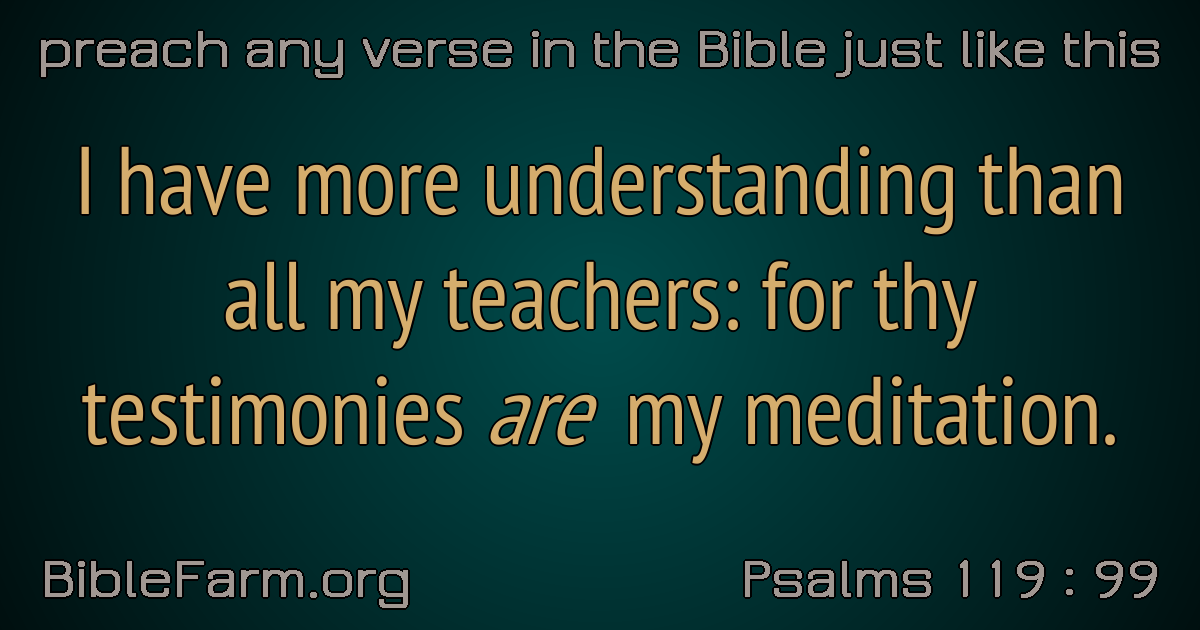 preach any verse in the Bible just like this
I have more understanding than
all my teachers: for thy
testimonies are my meditation.
BibleFarm.org
Psalms 119 : 99